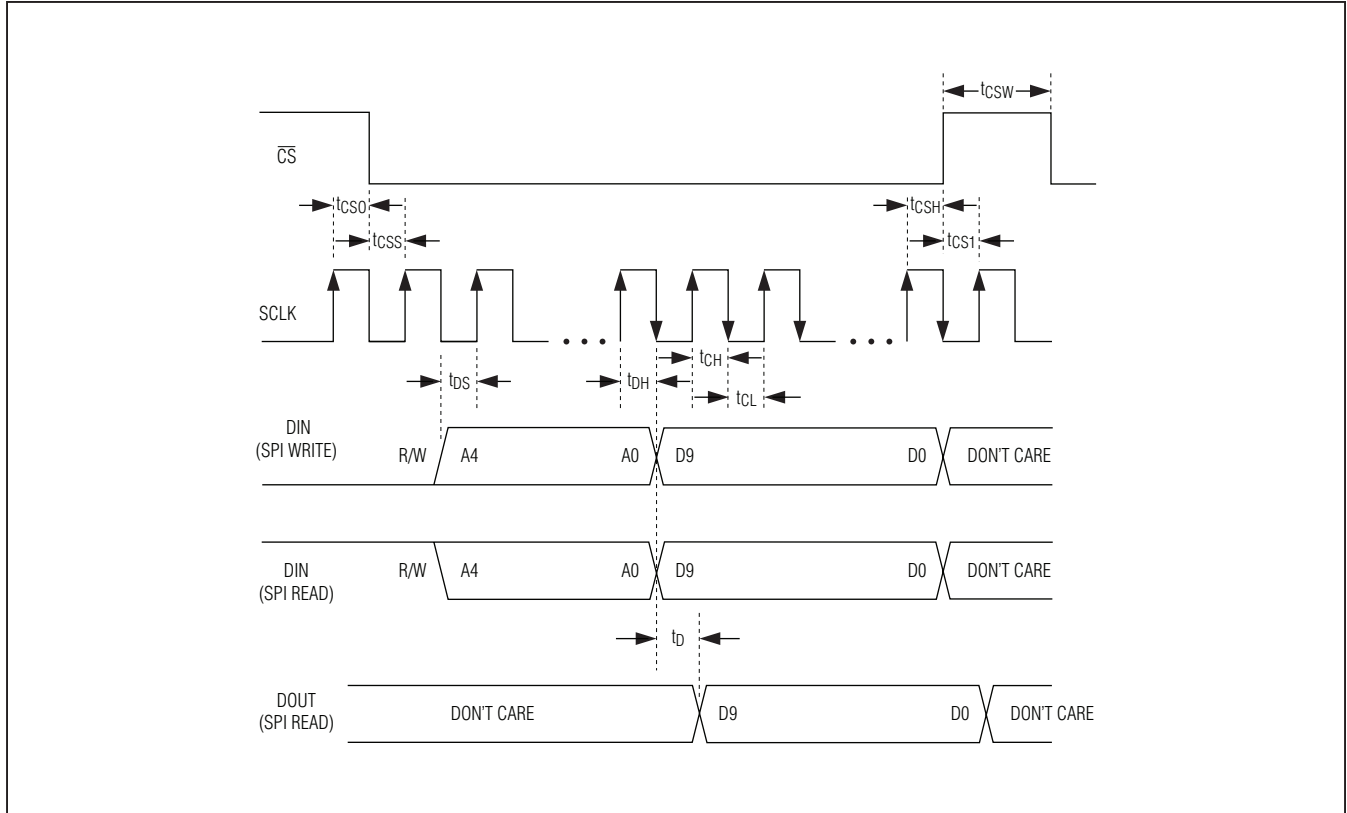 tCSW
CS
tCSO tCSH
tCSS tCS1
SCLK
tDS tDH tCH
tCL
DIN
(SPI WRITE) R/W A4 A0 D9 D0 DON'T CARE
DIN
(SPI READ) R/W A4 A0 D9 D0 DON'T CARE
tD
DOUT
(SPI READ) DON'T CARE D9 D0 DON'T CARE